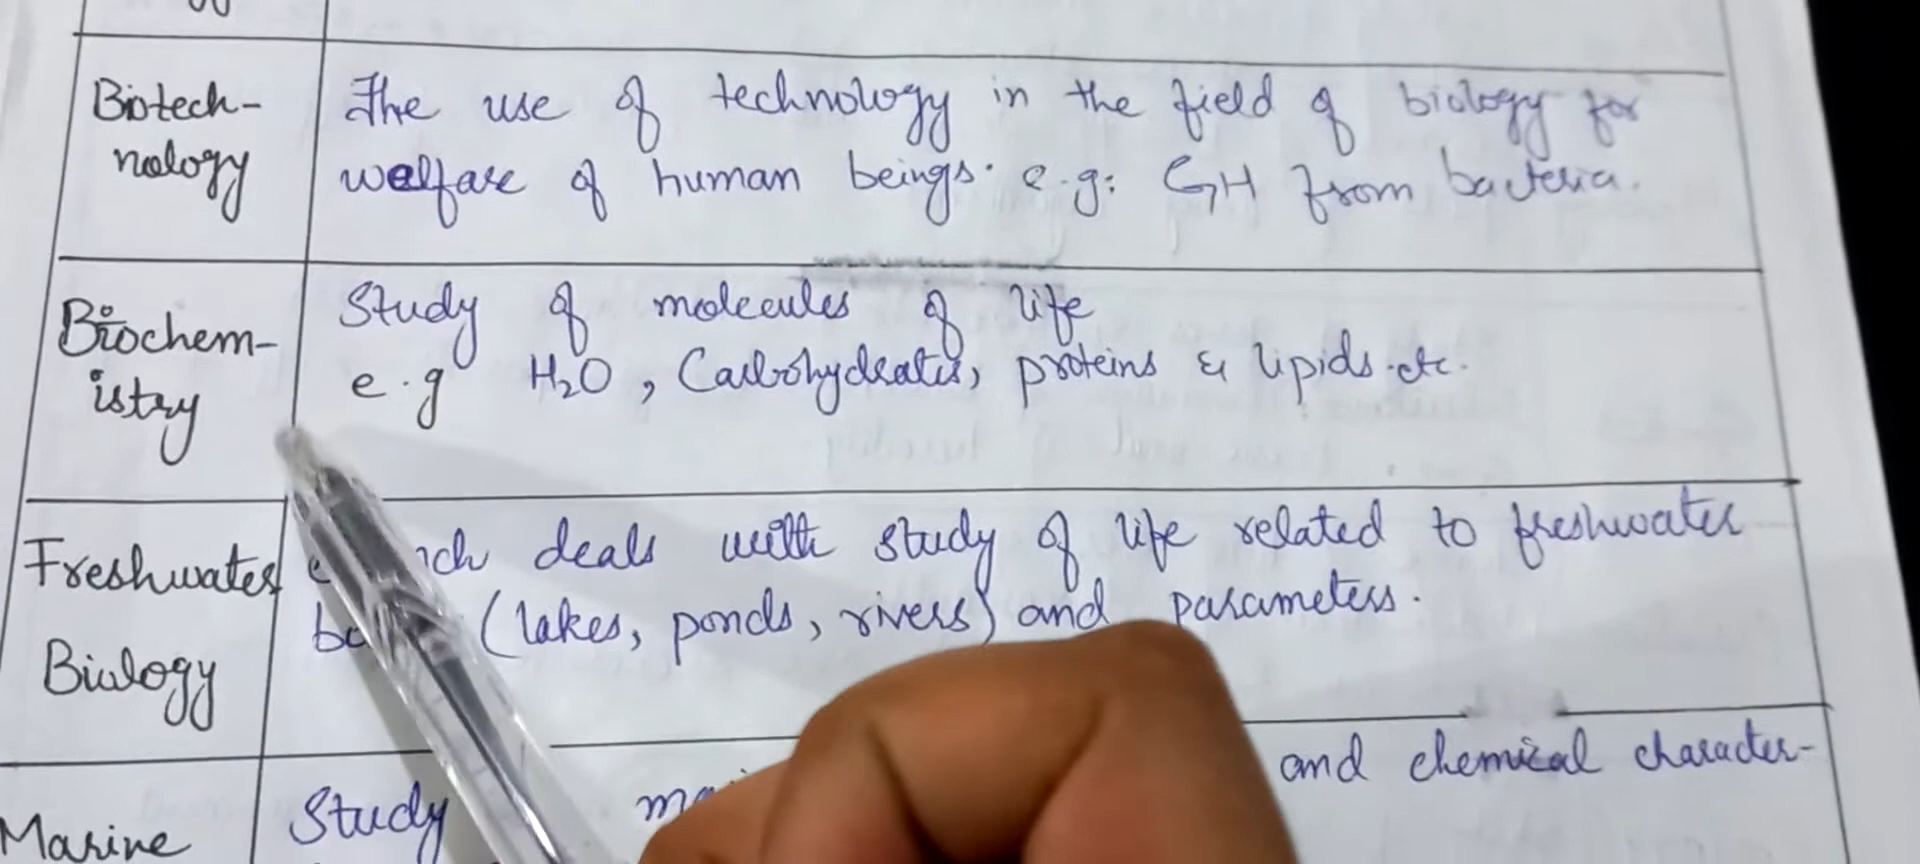 Biotech-
nology
The use of technology in the field of biology for
welfare of human beings. e.g: GH from bacteria.
Biochem-
istry
Study of molecules of life
e.g H₂O, Carbohydrates, proteins & lipids.etc.
Freshwater
Biology
deals with study of life related to freshwater
(lakes, ponds, rivers) and parameters.
Marine
Study and chemical character-